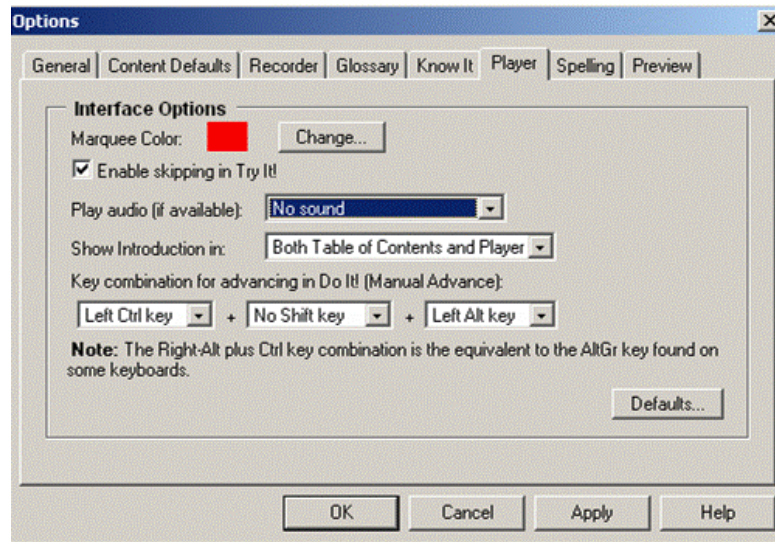 Options
General Content Defaults Recorder Glossary Know It Player Spelling Preview
Interface Options
Marquee Color: Change...
Enable skipping in Try It!
Play audio (if available): No sound
Show Introduction in: Both Table of Contents and Player
Key combination for advancing in Do It! (Manual Advance):
Left Ctrl key + No Shift key + Left Alt key
Note: The Right-Alt plus Ctrl key combination is the equivalent to the AltGr key found on
some keyboards.
Defaults...
OK Cancel Apply Help